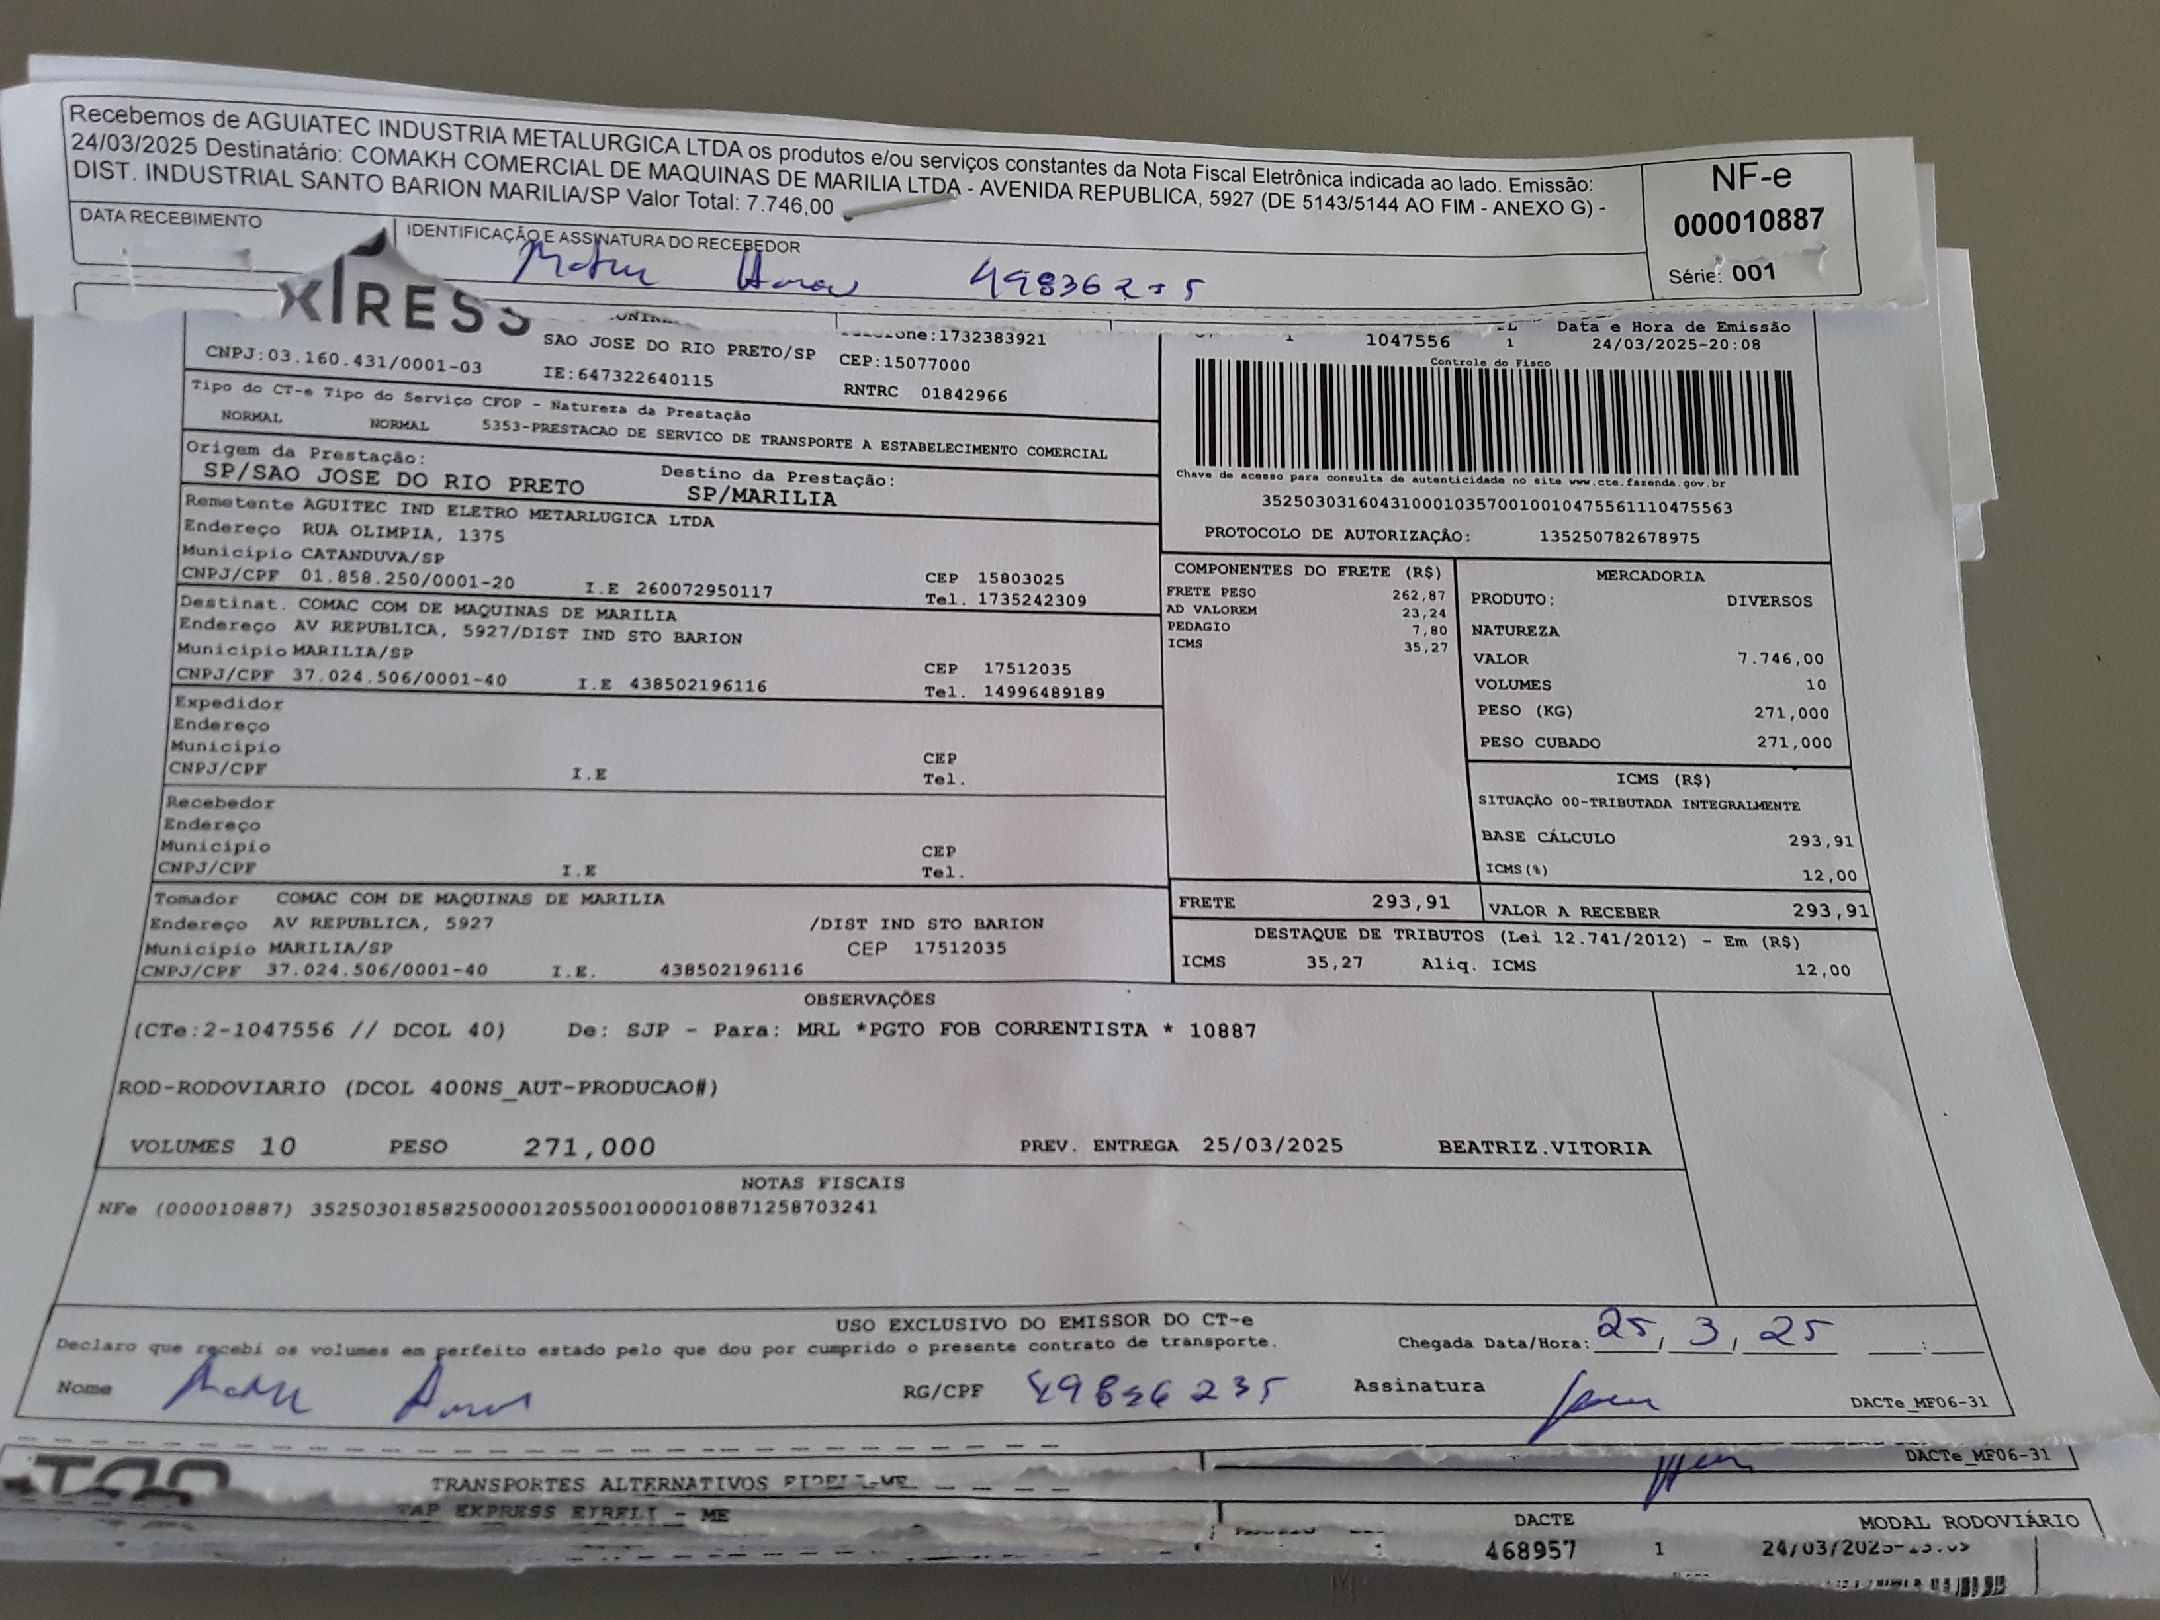 Recebemos de AGUIATEC INDUSTRIA METALURGICA LTDA os produtos e/ou serviços constantes da Nota Fiscal Eletrônica indicada ao lado. Emissão:
24/03/2025 Destinatário: COMAKH COMERCIAL DE MAQUINAS DE MARILIA LTDA - AVENIDA REPUBLICA, 5927 (DE 5143/5144 AO FIM - ANEXO G) -
DIST. INDUSTRIAL SANTO BARION MARILIA/SP Valor Total: 7.746,00
NF-e
000010887
Série: 001
DATA RECEBIMENTO
IDENTIFICAÇÃO E ASSINATURA DO RECEBEDOR
XPRESS
CNPJ:03.160.431/0001-03
SAO JOSE DO RIO PRETO/SP
IE:647322640115
:1732383921
CEP:15077000
RNTRC 01842966
1 1047556 1
Data e Hora de Emissão
24/03/2025-20:08
Controle do Fisco
Tipo do CT-e Tipo do Serviço CFOP - Natureza da Prestação
NORMAL NORMAL 5353-PRESTACAO DE SERVICO DE TRANSPORTE A ESTABELECIMENTO COMERCIAL
Origem da Prestação: Destino da Prestação:
SP/SAO JOSE DO RIO PRETO SP/MARILIA
Chave de acesso para consulta de autenticidade no site www.cte.fazenda.gov.br
35250303160431000103570010010475561110475563
PROTOCOLO DE AUTORIZAÇÃO: 135250782678975
Remetente AGUITEC IND ELETRO METARLUGICA LTDA
Endereço RUA OLIMPIA, 1375
Município CATANDUVA/SP CEP 15803025
CNPJ/CPF 01.858.250/0001-20 I.E 260072950117 Tel. 1735242309
Destinat. COMAC COM DE MAQUINAS DE MARILIA
Endereço AV REPUBLICA, 5927/DIST IND STO BARION
Município MARILIA/SP CEP 17512035
CNPJ/CPF 37.024.506/0001-40 I.E 438502196116 Tel. 14996489189
Expedidor
Endereço
Município CEP
CNPJ/CPF I.E Tel.
Recebedor
Endereço
Município CEP
CNPJ/CPF I.E Tel.
Tomador COMAC COM DE MAQUINAS DE MARILIA
Endereço AV REPUBLICA, 5927 /DIST IND STO BARION
Município MARILIA/SP CEP 17512035
CNPJ/CPF 37.024.506/0001-40 I.E. 438502196116
COMPONENTES DO FRETE (R$)
FRETE PESO 262,87
AD VALOREM 23,24
PEDAGIO 7,80
ICMS 35,27
MERCADORIA
PRODUTO: DIVERSOS
NATUREZA
VALOR 7.746,00
VOLUMES 10
PESO (KG) 271,000
PESO CUBADO 271,000
ICMS (R$)
SITUAÇÃO 00-TRIBUTADA INTEGRALMENTE
BASE CÁLCULO 293,91
ICMS(%) 12,00
FRETE 293,91 VALOR A RECEBER 293,91
DESTAQUE DE TRIBUTOS (Lei 12.741/2012) - Em (R$)
ICMS 35,27 Aliq. ICMS 12,00
OBSERVAÇÕES
(CTe:2-1047556 // DCOL 40) De: SJP - Para: MRL *PGTO FOB CORRENTISTA * 10887
ROD-RODOVIARIO (DCOL 400NS_AUT-PRODUCAO#)
VOLUMES 10 PESO 271,000 PREV. ENTREGA 25/03/2025 BEATRIZ.VITORIA
NOTAS FISCAIS
NFe (000010887) 35250301858250000120550010000108871258703241
USO EXCLUSIVO DO EMISSOR DO CT-e
Declaro que recebi os volumes em perfeito estado pelo que dou por cumprido o presente contrato de transporte.
Chegada Data/Hora: 25/3/25 :
Nome RG/CPF Assinatura
DACTe_MF06-31
DACTe_MF06-31
TRANSPORTES ALTERNATIVOS EIRELI-ME
TAP EXPRESS EIRELI - ME
DACTE MODAL RODOVIÁRIO
468957 1